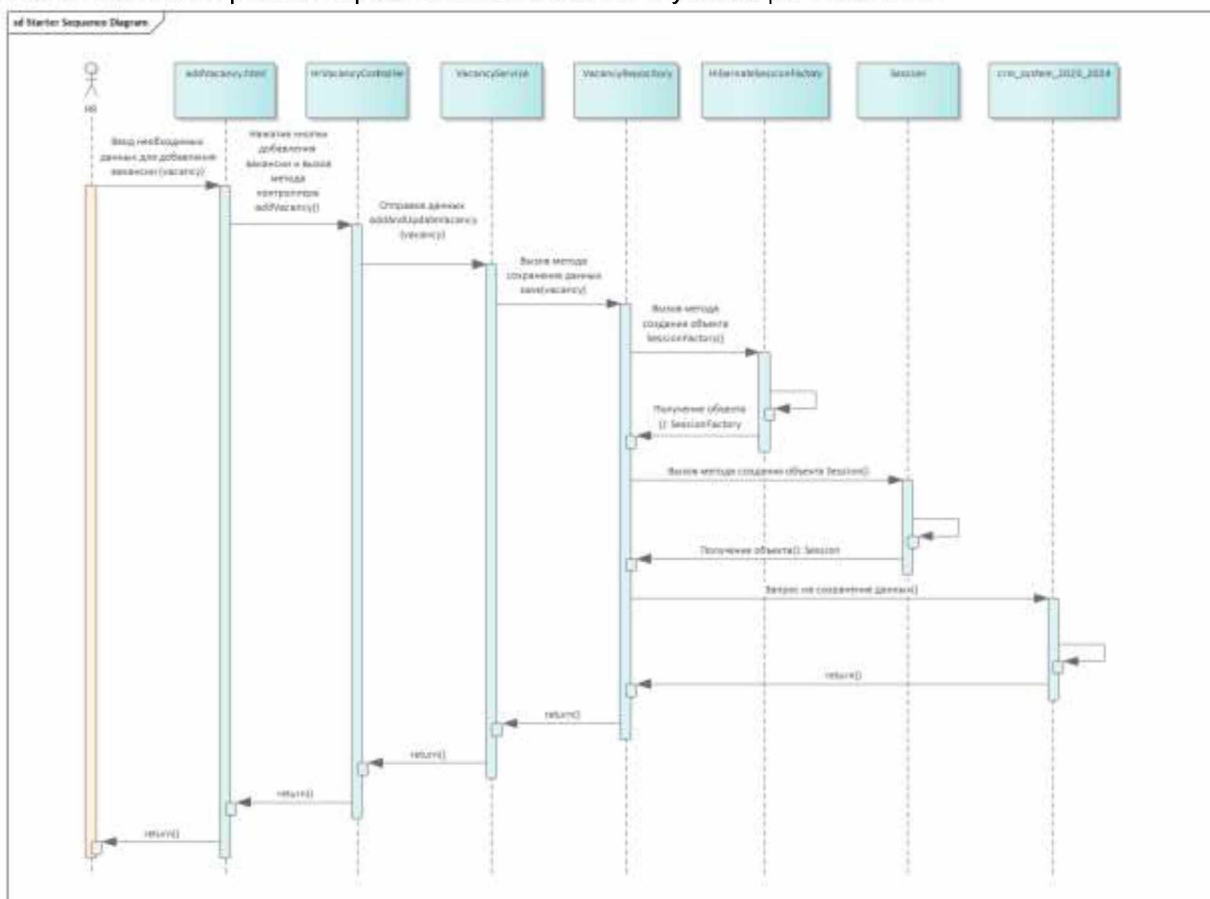 sd Starter Sequence Diagram
HR
addVacancy.html
HrVacancyController
VacancyService
VacancyRepository
HibernateSessionFactory
Session
crm_system_2023_2024
Ввод необходимых
данных для добавления
вакансии (vacancy)
Нажатие кнопки
добавления
вакансии и вызов
метода
контроллера
addVacancy()
Отправка данных
addAndUpdateVacancy
(vacancy)
Вызов метода
сохранения данных
save(vacancy)
Вызов метода
создания объекта
SessionFactory()
Получение объекта
(): SessionFactory
Вызов метода создания объекта Session()
Получение объекта(): Session
Запрос на сохранение данных()
return()
return()
return()
return()
return()